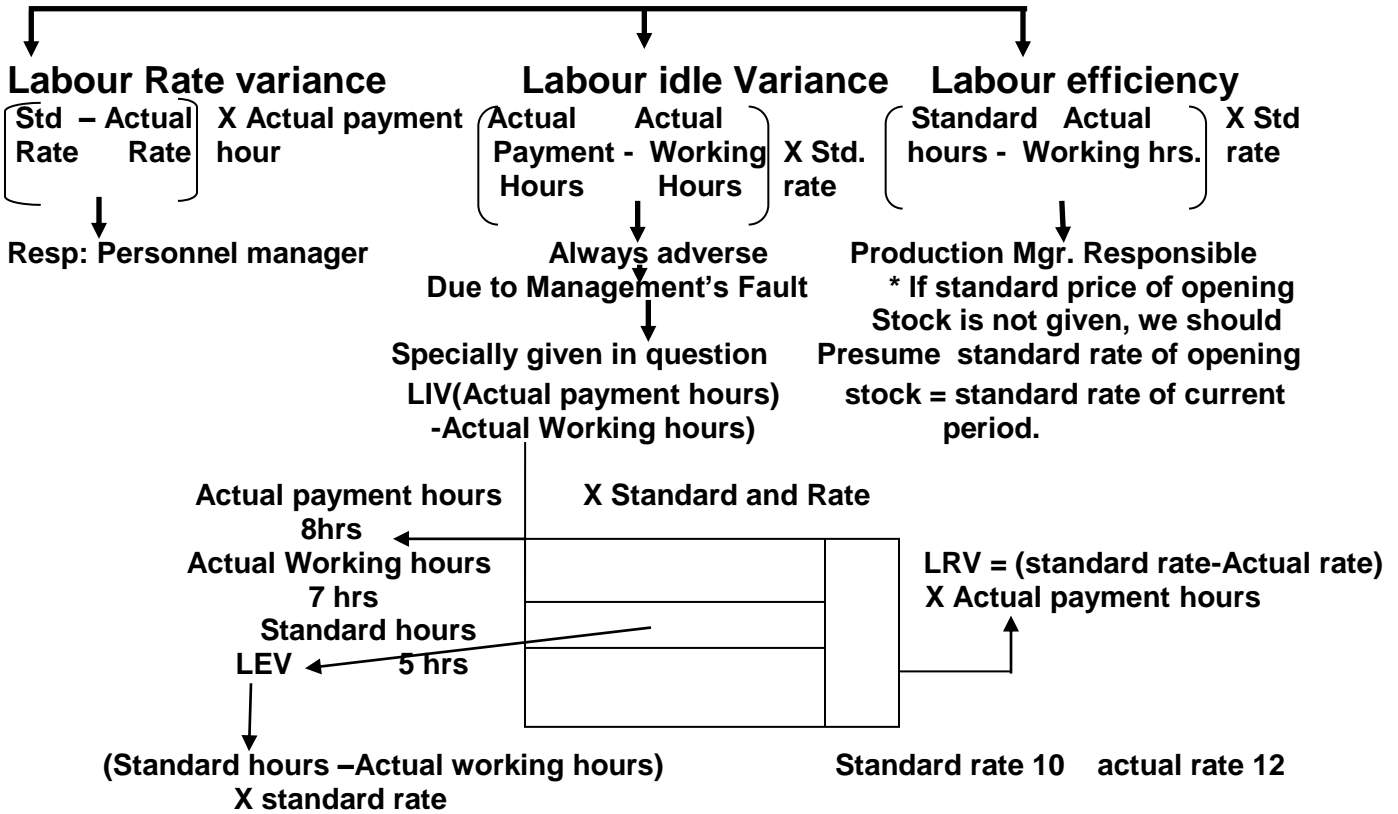 Labour Rate variance Labour idle Variance Labour efficiency
Std – Actual X Actual payment Actual Actual Standard Actual X Std
Rate Rate hour Payment - Working X Std. hours - Working hrs. rate
Hours Hours rate
Resp: Personnel manager Always adverse Production Mgr. Responsible
Due to Management's Fault * If standard price of opening
Stock is not given, we should
Specially given in question Presume standard rate of opening
LIV(Actual payment hours) stock = standard rate of current
-Actual Working hours) period.
Actual payment hours X Standard and Rate
8hrs
Actual Working hours LRV = (standard rate-Actual rate)
7 hrs X Actual payment hours
Standard hours
LEV 5 hrs
(Standard hours –Actual working hours) Standard rate 10 actual rate 12
X standard rate